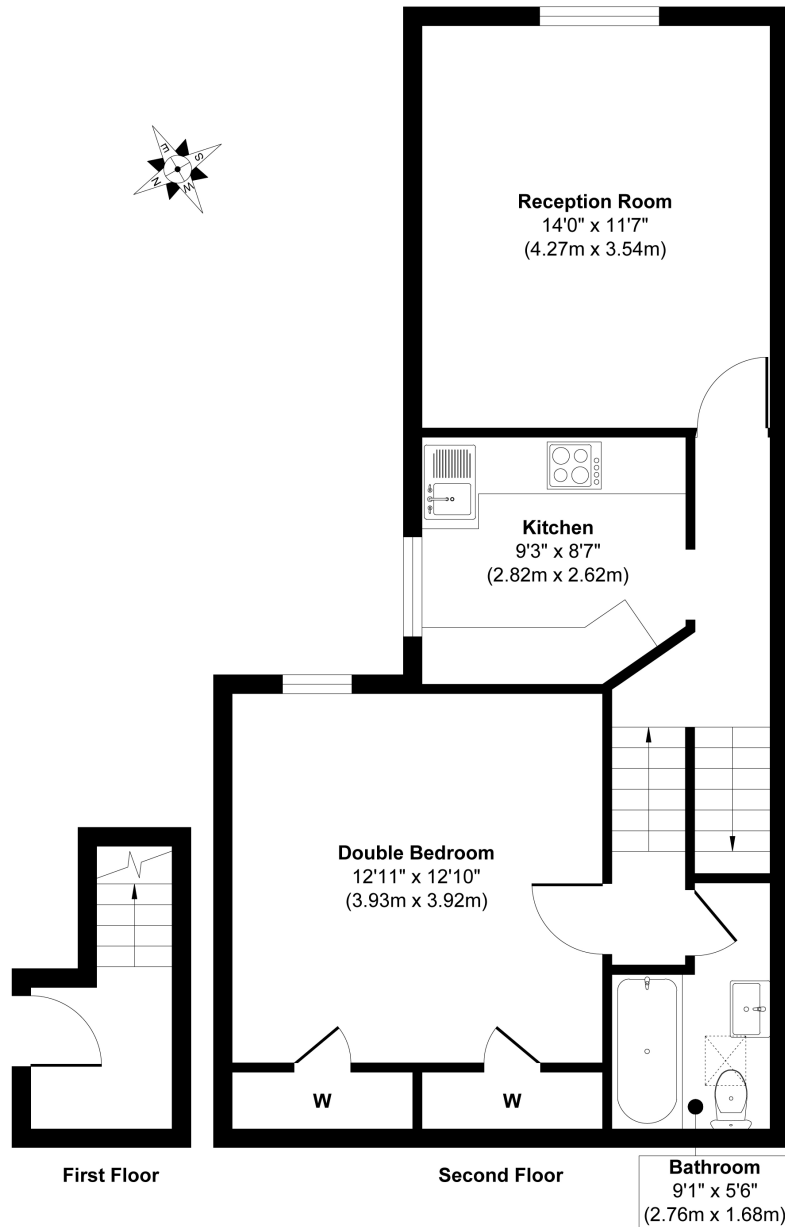 Reception Room
14'0" x 11'7"
(4.27m x 3.54m)
E
S
N
W
Kitchen
9'3" x 8'7"
(2.82m x 2.62m)
Double Bedroom
12'11" x 12'10"
(3.93m x 3.92m)
W
W
First Floor
Second Floor
Bathroom
9'1" x 5'6"
(2.76m x 1.68m)